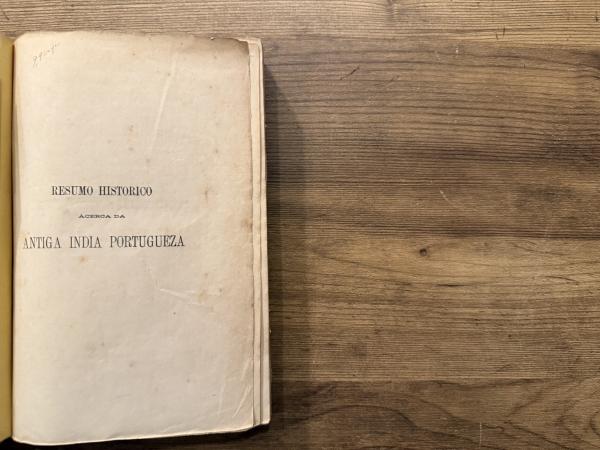 RESUMO HISTORICO
ÁCERCA DA
ANTIGA INDIA PORTUGUEZA